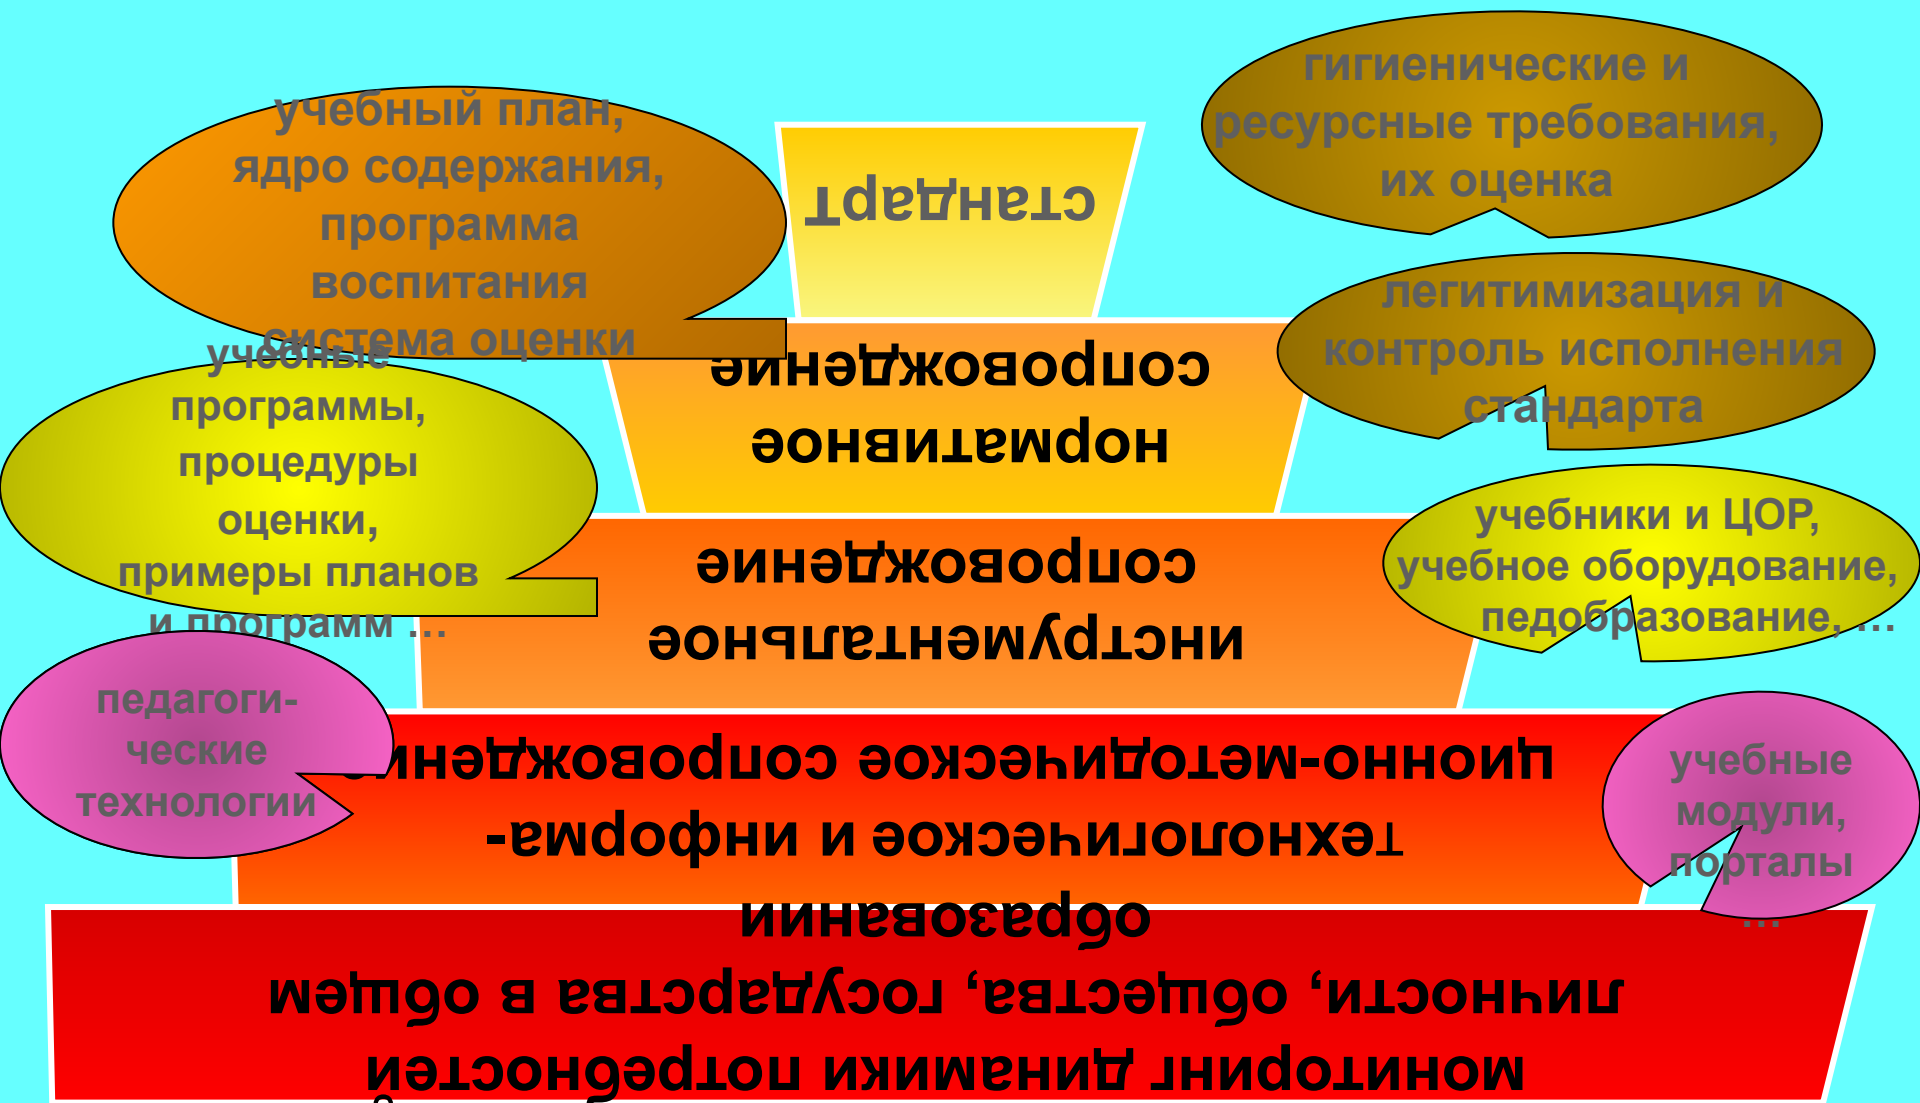 гигиенические и
ресурсные требования,
их оценка
учебный план,
ядро содержания,
программа
воспитания
система оценки
стандарт
легитимизация и
контроль исполнения
стандарта
нормативное
сопровождение
учебные
программы,
процедуры
оценки,
примеры планов
и программ ...
учебники и ЦОР,
учебное оборудование,
педобразование, ...
инструментальное
сопровождение
педагоги-
ческие
технологии
учебные
модули,
порталы
...
технологическое и информа-
ционно-методическое сопровождение
мониторинг динамики потребностей
личности, общества, государства в общем
образовании